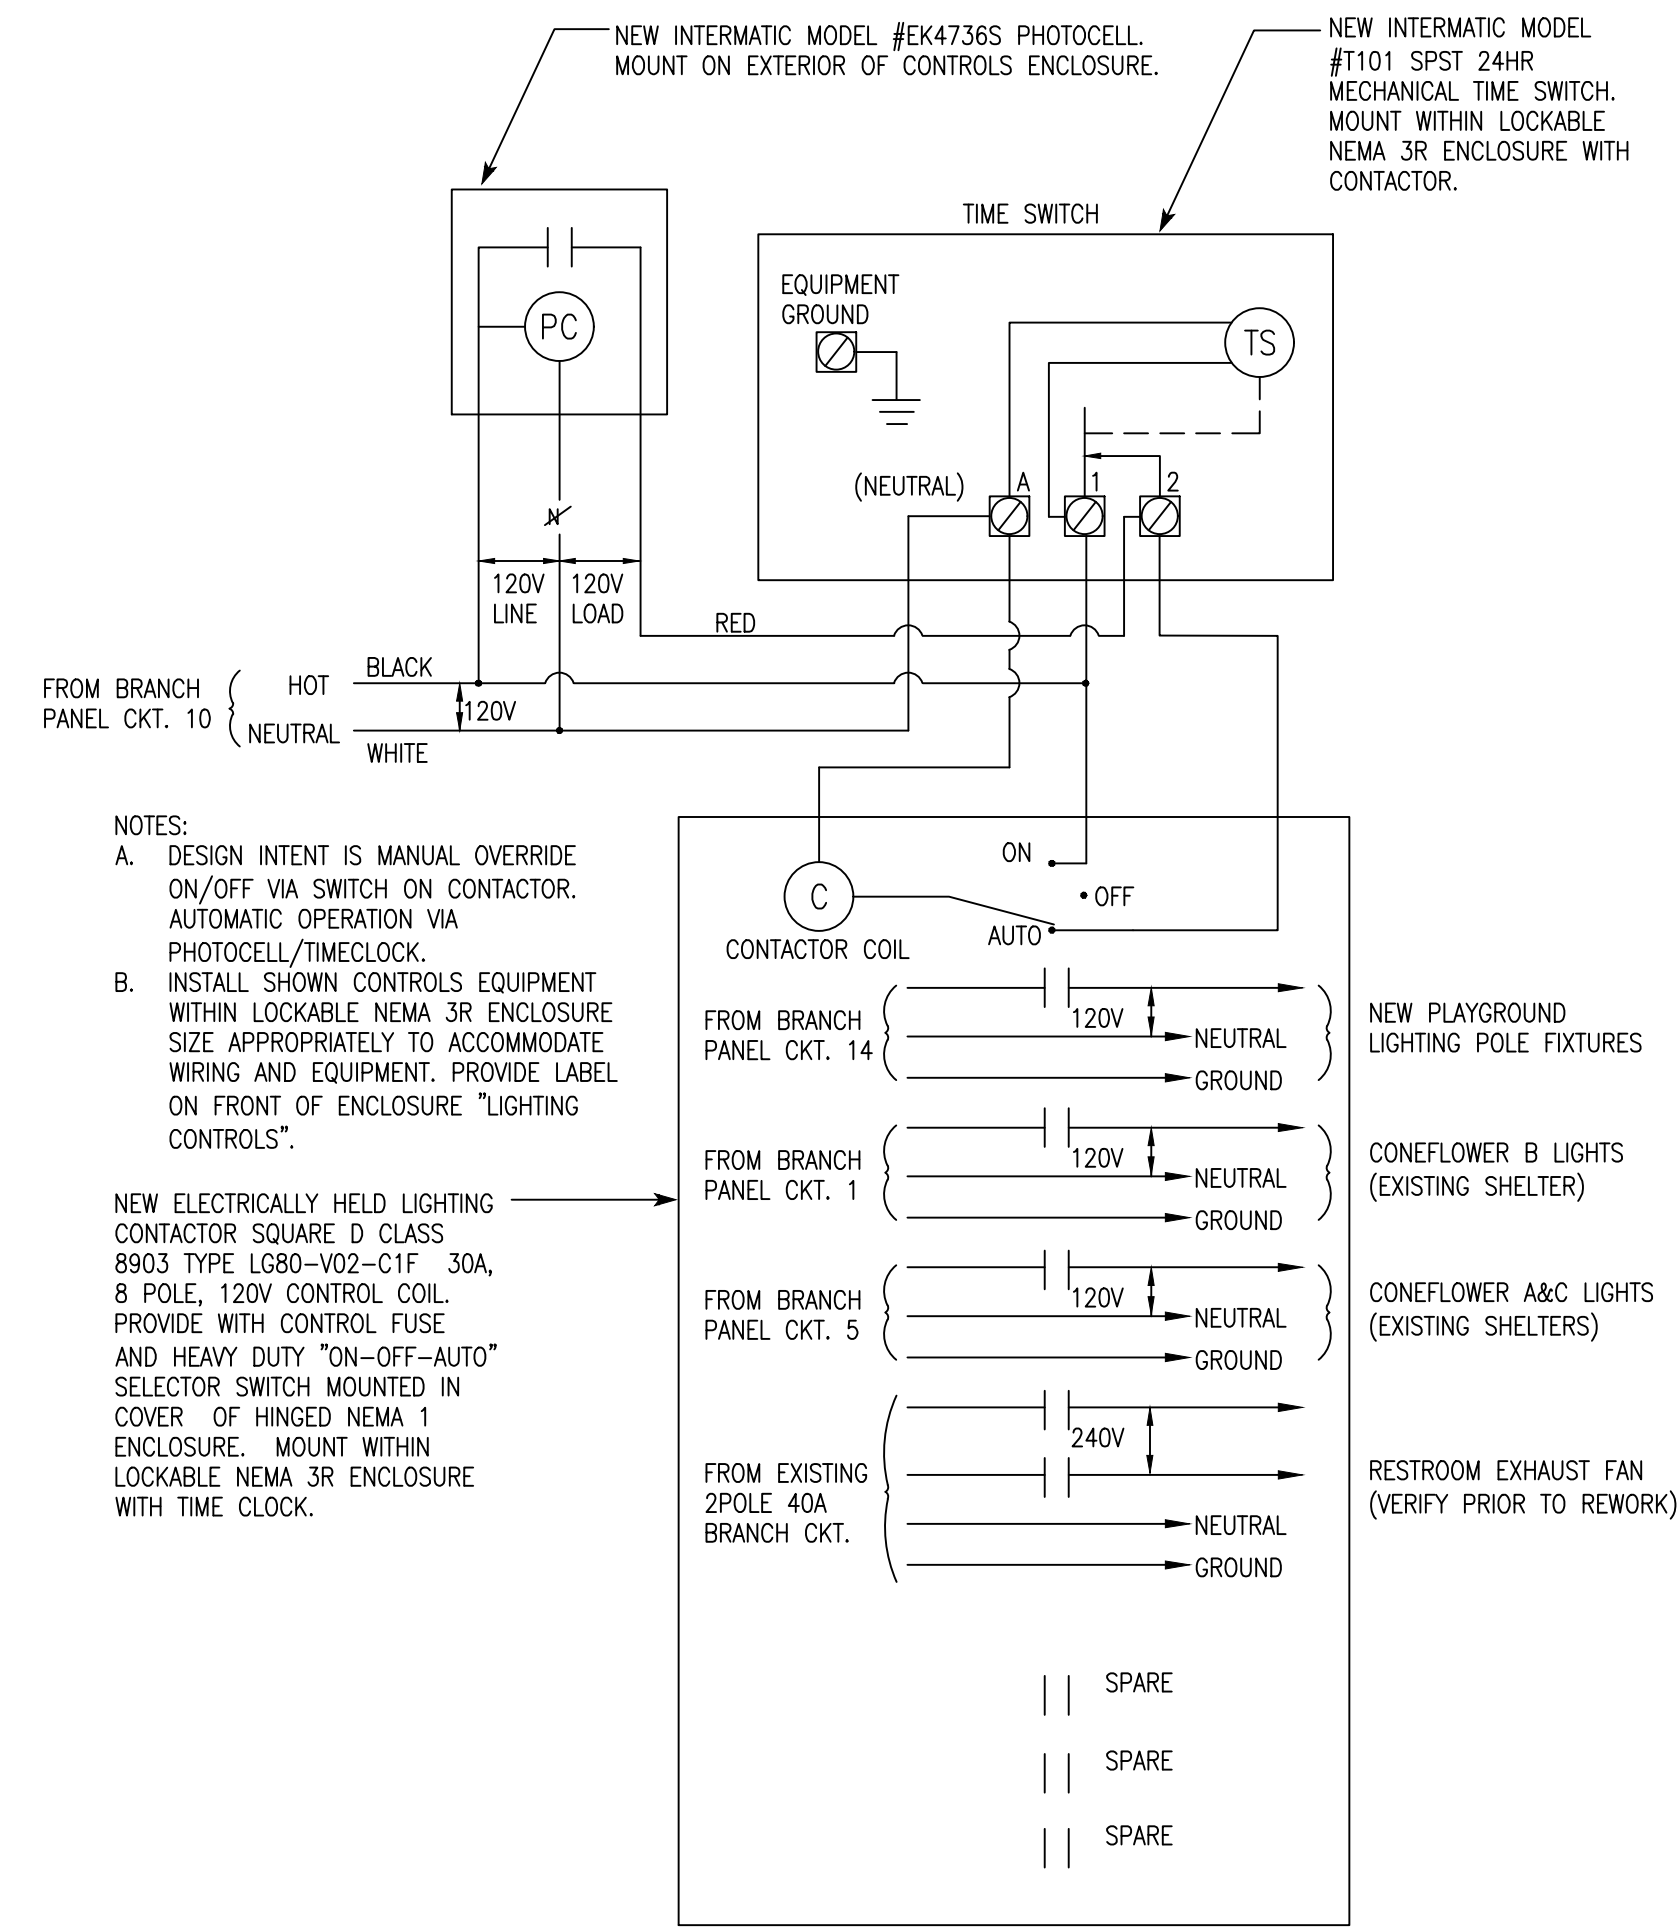 NEW INTERMATIC MODEL #EK4736S PHOTOCELL.
MOUNT ON EXTERIOR OF CONTROLS ENCLOSURE.
NEW INTERMATIC MODEL
#T101 SPST 24HR
MECHANICAL TIME SWITCH.
MOUNT WITHIN LOCKABLE
NEMA 3R ENCLOSURE WITH
CONTACTOR.
TIME SWITCH
EQUIPMENT
GROUND
PC
TS
(NEUTRAL)
A
1
2
N
120V
LINE
120V
LOAD
RED
FROM BRANCH
PANEL CKT. 10
HOT
BLACK
120V
NEUTRAL
WHITE
NOTES:
A. DESIGN INTENT IS MANUAL OVERRIDE
ON/OFF VIA SWITCH ON CONTACTOR.
AUTOMATIC OPERATION VIA
PHOTOCELL/TIMECLOCK.
B. INSTALL SHOWN CONTROLS EQUIPMENT
WITHIN LOCKABLE NEMA 3R ENCLOSURE
SIZE APPROPRIATELY TO ACCOMMODATE
WIRING AND EQUIPMENT. PROVIDE LABEL
ON FRONT OF ENCLOSURE "LIGHTING
CONTROLS".
NEW ELECTRICALLY HELD LIGHTING
CONTACTOR SQUARE D CLASS
8903 TYPE LG80-V02-C1F 30A,
8 POLE, 120V CONTROL COIL.
PROVIDE WITH CONTROL FUSE
AND HEAVY DUTY "ON-OFF-AUTO"
SELECTOR SWITCH MOUNTED IN
COVER OF HINGED NEMA 1
ENCLOSURE. MOUNT WITHIN
LOCKABLE NEMA 3R ENCLOSURE
WITH TIME CLOCK.
C
CONTACTOR COIL
ON
OFF
AUTO
FROM BRANCH
PANEL CKT. 14
120V
NEUTRAL
GROUND
NEW PLAYGROUND
LIGHTING POLE FIXTURES
FROM BRANCH
PANEL CKT. 1
120V
NEUTRAL
GROUND
CONEFLOWER B LIGHTS
(EXISTING SHELTER)
FROM BRANCH
PANEL CKT. 5
120V
NEUTRAL
GROUND
CONEFLOWER A&C LIGHTS
(EXISTING SHELTERS)
FROM EXISTING
2POLE 40A
BRANCH CKT.
240V
NEUTRAL
GROUND
RESTROOM EXHAUST FAN
(VERIFY PRIOR TO REWORK)
SPARE
SPARE
SPARE